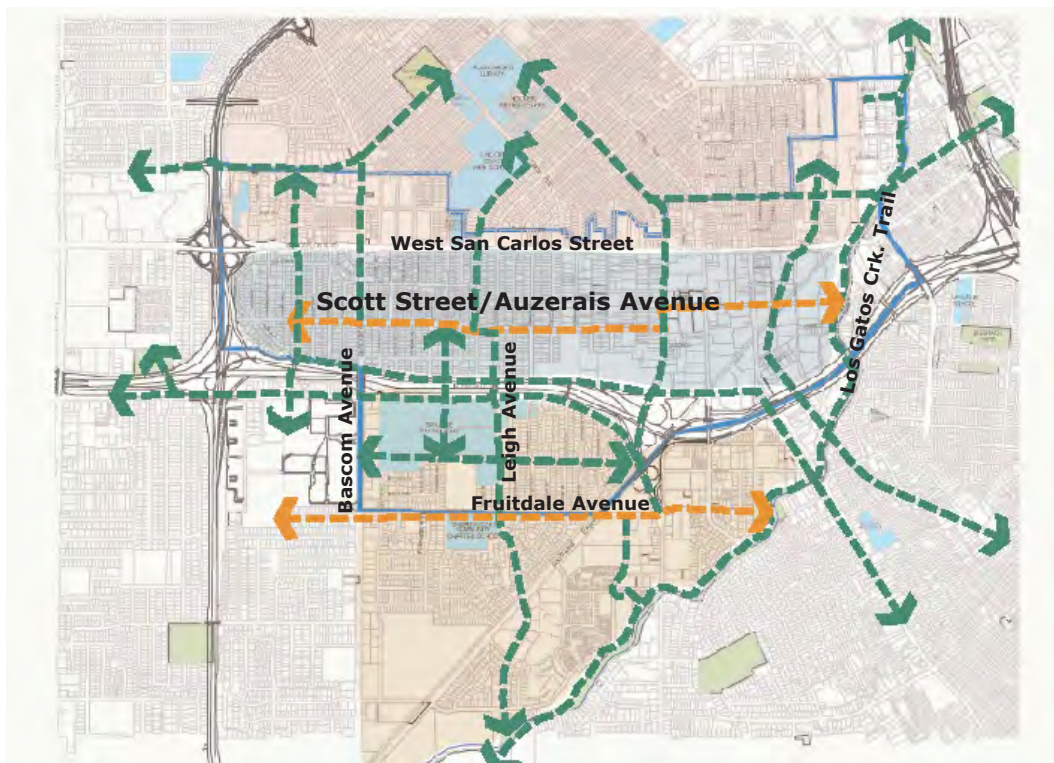 West San Carlos Street
Scott Street/Auzerais Avenue
Los Gatos Crk. Trail
Bascom Avenue
Leigh Avenue
Fruitdale Avenue